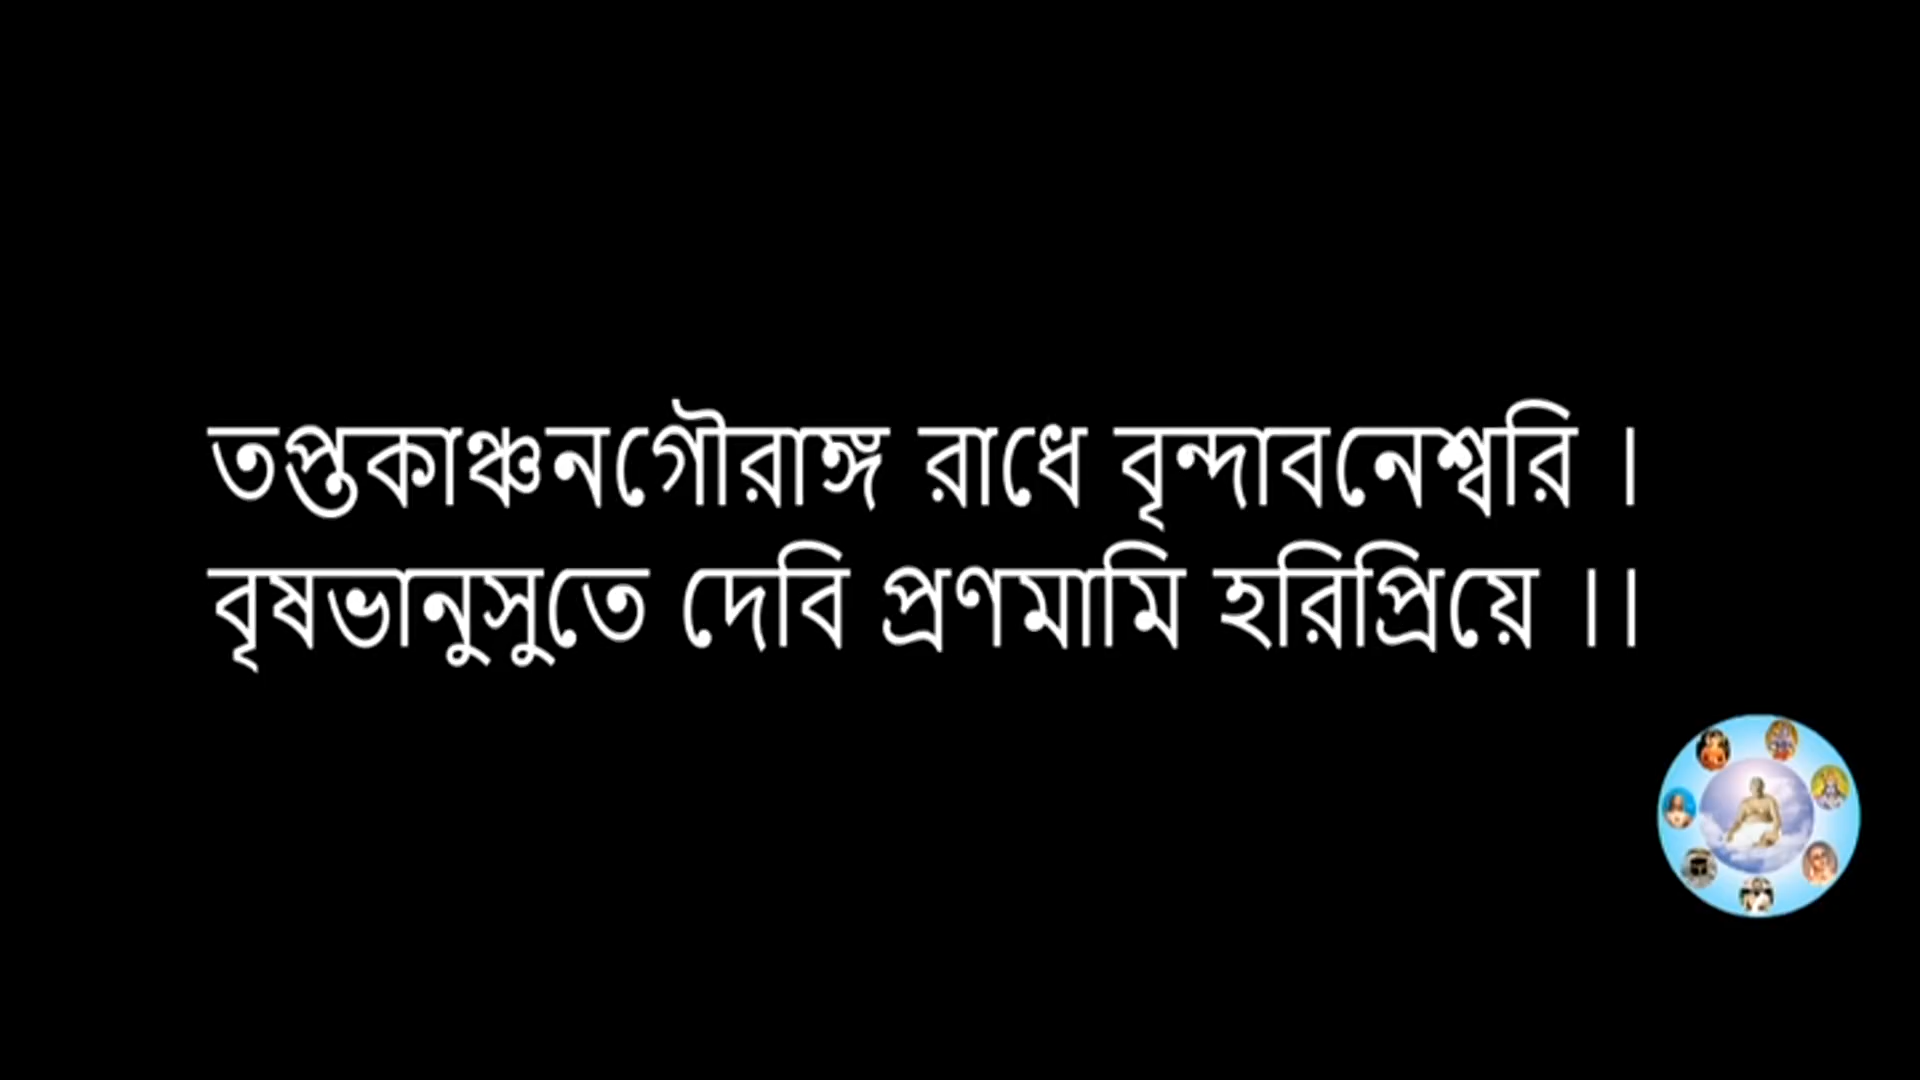 তপ্তকাঞ্চনগৌরাঙ্গ রাধে বৃন্দাবনেশ্বরি ।
বৃষভানুসুতে দেবি প্রণমামি হরিপ্রিয়ে ।।